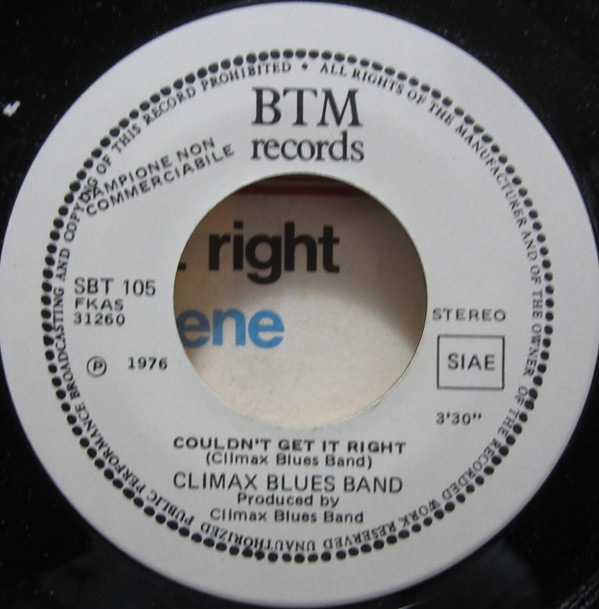 ALL RIGHTS OF THE MANUFACTURER AND OF THE OWNER OF THE RECORDED WORK RESERVED UNAUTHORIZED PUBLIC PERFORMANCE BROADCASTING AND COPYING OF THIS RECORD PROHIBITED •
BTM
records
CAMPIONE NON
COMMERCIABILE
right
ene
SBT 105
FKAS
31260
Ⓟ 1976
STEREO
SIAE
3'30"
COULDN'T GET IT RIGHT
(Climax Blues Band)
CLIMAX BLUES BAND
Produced by
Climax Blues Band